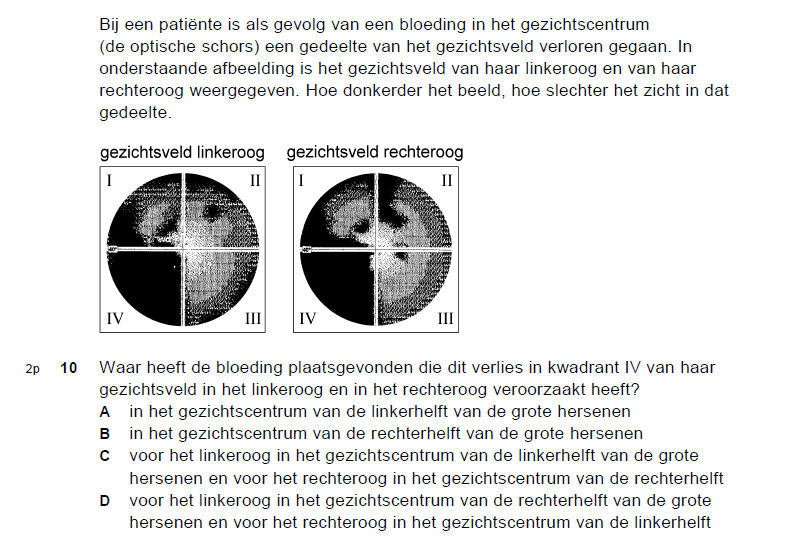 Bij een patiënte is als gevolg van een bloeding in het gezichtscentrum
(de optische schors) een gedeelte van het gezichtsveld verloren gegaan. In
onderstaande afbeelding is het gezichtsveld van haar linkeroog en van haar
rechteroog weergegeven. Hoe donkerder het beeld, hoe slechter het zicht in dat
gedeelte.
gezichtsveld linkeroog gezichtsveld rechteroog
I II I II
IV III IV III
2p 10 Waar heeft de bloeding plaatsgevonden die dit verlies in kwadrant IV van haar
gezichtsveld in het linkeroog en in het rechteroog veroorzaakt heeft?
A in het gezichtscentrum van de linkerhelft van de grote hersenen
B in het gezichtscentrum van de rechterhelft van de grote hersenen
C voor het linkeroog in het gezichtscentrum van de linkerhelft van de grote
hersenen en voor het rechteroog in het gezichtscentrum van de rechterhelft
D voor het linkeroog in het gezichtscentrum van de rechterhelft van de grote
hersenen en voor het rechteroog in het gezichtscentrum van de linkerhelft